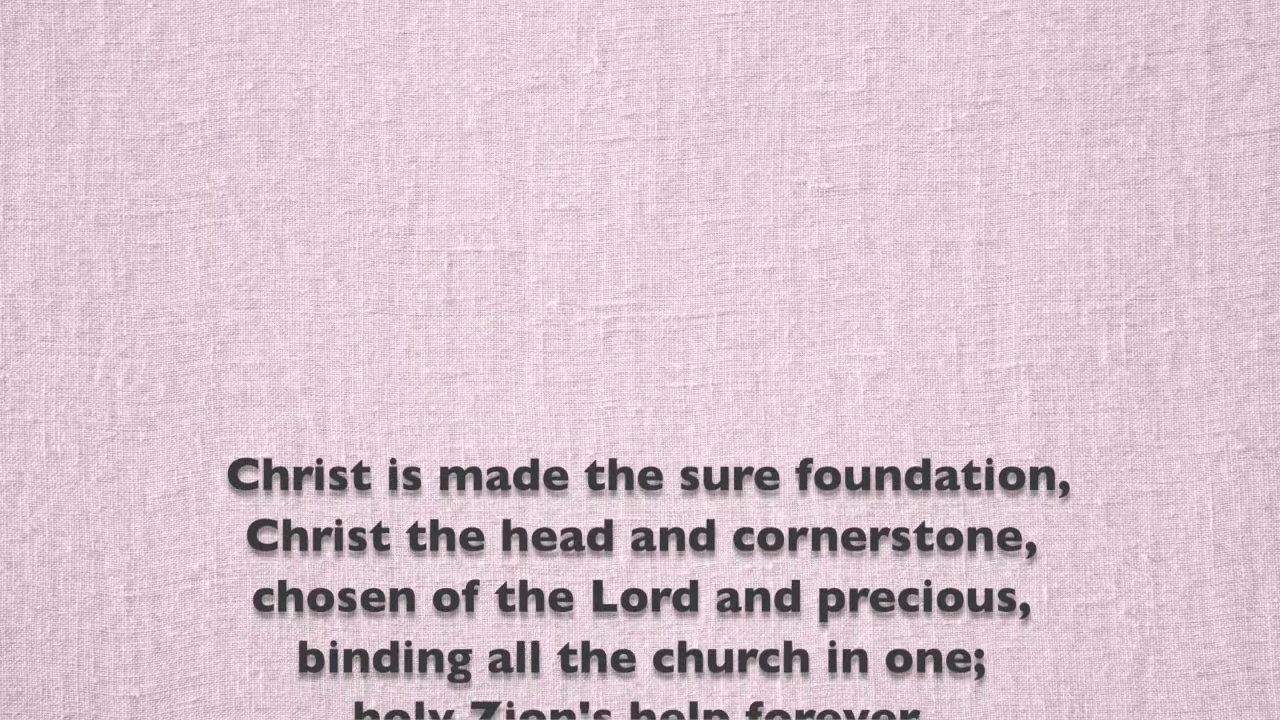 Christ is made the sure foundation,
Christ the head and cornerstone,
chosen of the Lord and precious,
binding all the church in one;
holy Zion's help forever